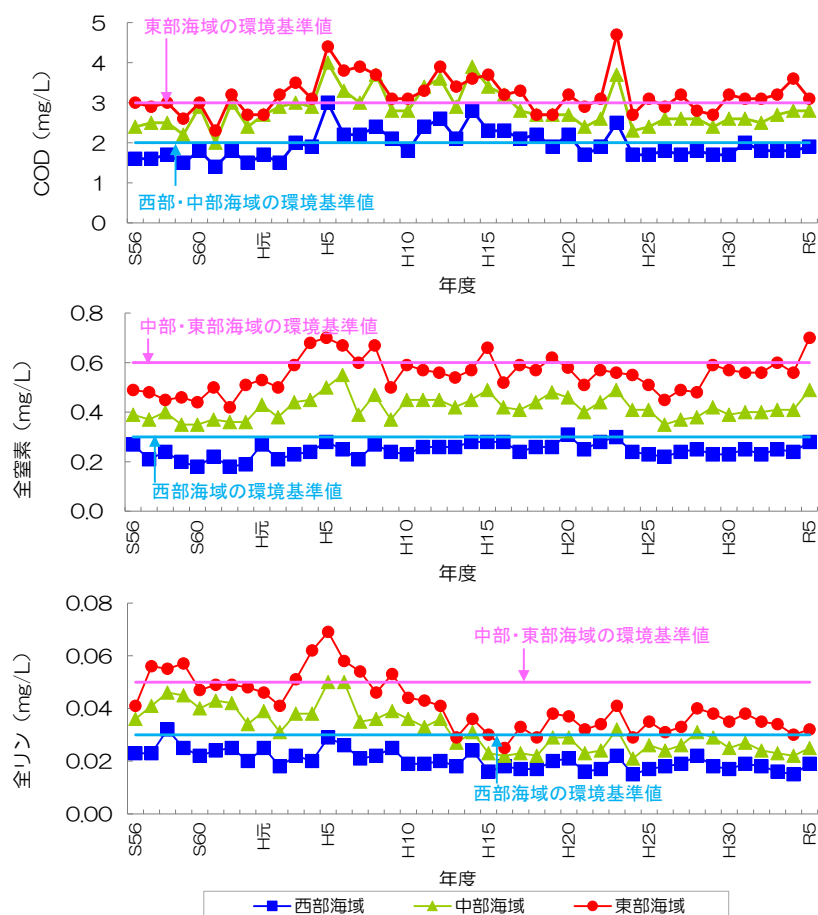 COD (mg/L)
5
4
3
2
1
0
東部海域の環境基準値
西部・中部海域の環境基準値
S56
S60
H元
H5
H10
H15
H20
H25
H30
R5
年度
全窒素 (mg/L)
0.8
0.6
0.4
0.2
0.0
中部・東部海域の環境基準値
西部海域の環境基準値
S56
S60
H元
H5
H10
H15
H20
H25
H30
R5
年度
全リン (mg/L)
0.08
0.06
0.04
0.02
0.00
中部・東部海域の環境基準値
西部海域の環境基準値
S56
S60
H元
H5
H10
H15
H20
H25
H30
R5
年度
西部海域 中部海域 東部海域